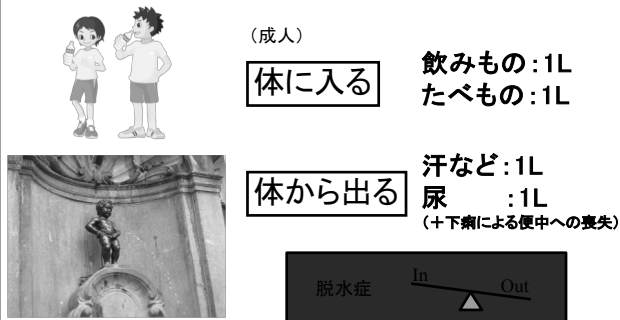 （成人）
体に入る
飲みもの：1L
たべもの：1L
体から出る
汗など：1L
尿　　：1L
（＋下痢による便中への喪失）
脱水症
In
Out